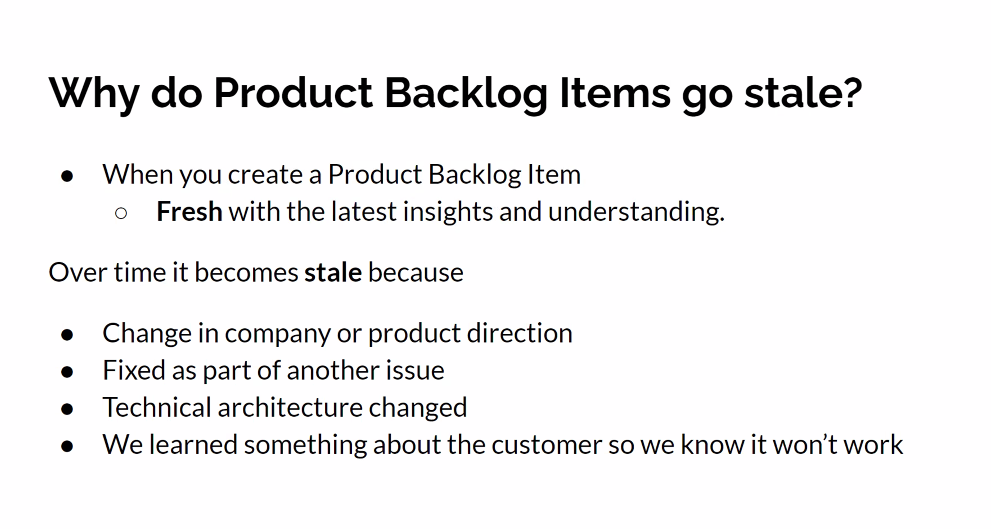 Why do Product Backlog Items go stale?
● When you create a Product Backlog Item
○ Fresh with the latest insights and understanding.
Over time it becomes stale because
● Change in company or product direction
● Fixed as part of another issue
● Technical architecture changed
● We learned something about the customer so we know it won’t work